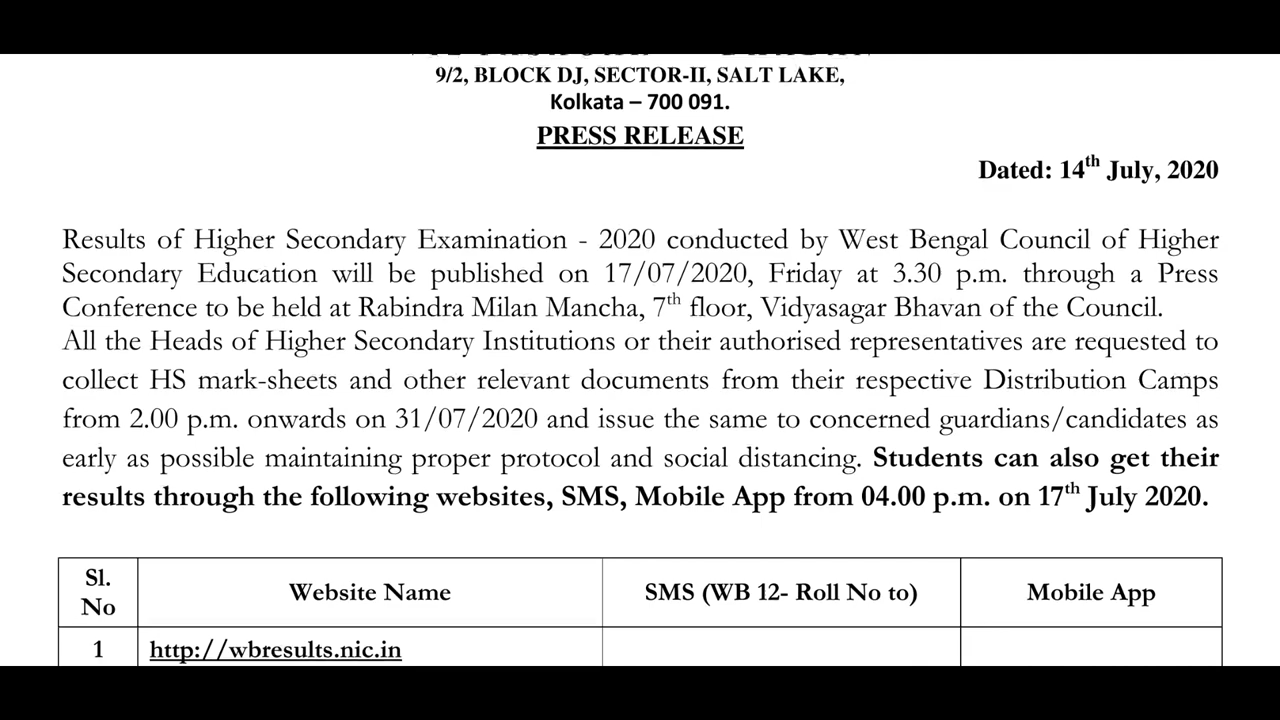 9/2, BLOCK DJ, SECTOR-II, SALT LAKE,
Kolkata – 700 091.
PRESS RELEASE
Dated: 14th July, 2020
Results of Higher Secondary Examination - 2020 conducted by West Bengal Council of Higher
Secondary Education will be published on 17/07/2020, Friday at 3.30 p.m. through a Press
Conference to be held at Rabindra Milan Mancha, 7th floor, Vidyasagar Bhavan of the Council.
All the Heads of Higher Secondary Institutions or their authorised representatives are requested to
collect HS mark-sheets and other relevant documents from their respective Distribution Camps
from 2.00 p.m. onwards on 31/07/2020 and issue the same to concerned guardians/candidates as
early as possible maintaining proper protocol and social distancing. Students can also get their
results through the following websites, SMS, Mobile App from 04.00 p.m. on 17th July 2020.
Sl. No Website Name SMS (WB 12- Roll No to) Mobile App
1 http://wbresults.nic.in